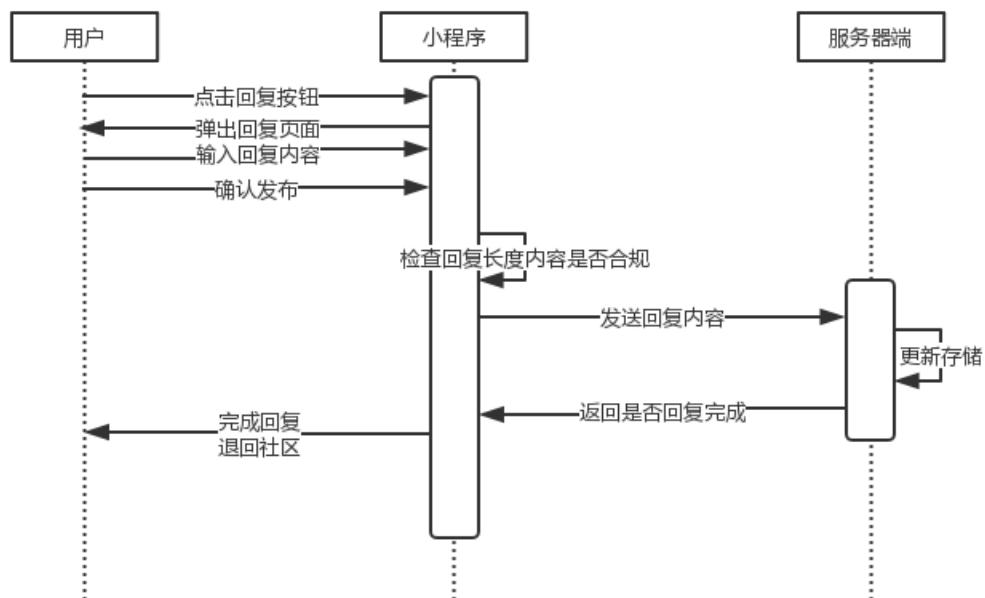 用户
小程序
服务器端
点击回复按钮
弹出回复页面
输入回复内容
确认发布
检查回复长度内容是否合规
发送回复内容
更新存储
返回是否回复完成
完成回复
退回社区